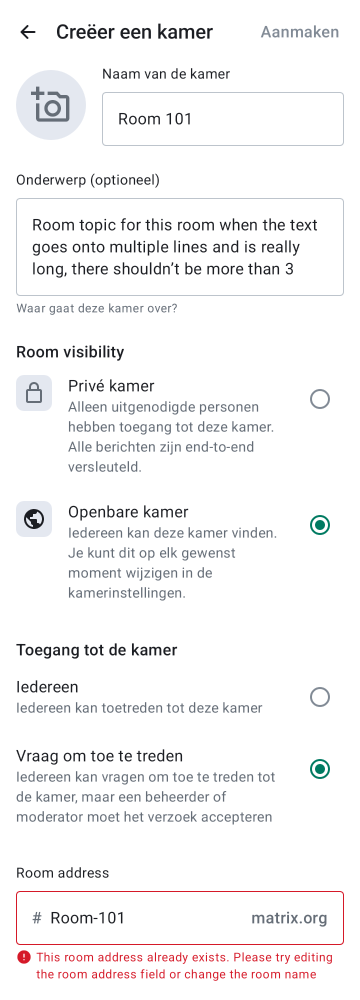 Creëer een kamer
Aanmaken
Naam van de kamer
Room 101
Onderwerp (optioneel)
Room topic for this room when the text
goes onto multiple lines and is really
long, there shouldn’t be more than 3
Waar gaat deze kamer over?
Room visibility
Privé kamer
Alleen uitgenodigde personen
hebben toegang tot deze kamer.
Alle berichten zijn end-to-end
versleuteld.
Openbare kamer
Iedereen kan deze kamer vinden.
Je kunt dit op elk gewenst
moment wijzigen in de
kamerinstellingen.
Toegang tot de kamer
Iedereen
Iedereen kan toetreden tot deze kamer
Vraag om toe te treden
Iedereen kan vragen om toe te treden tot
de kamer, maar een beheerder of
moderator moet het verzoek accepteren
Room address
# Room-101 matrix.org
This room address already exists. Please try editing
the room address field or change the room name